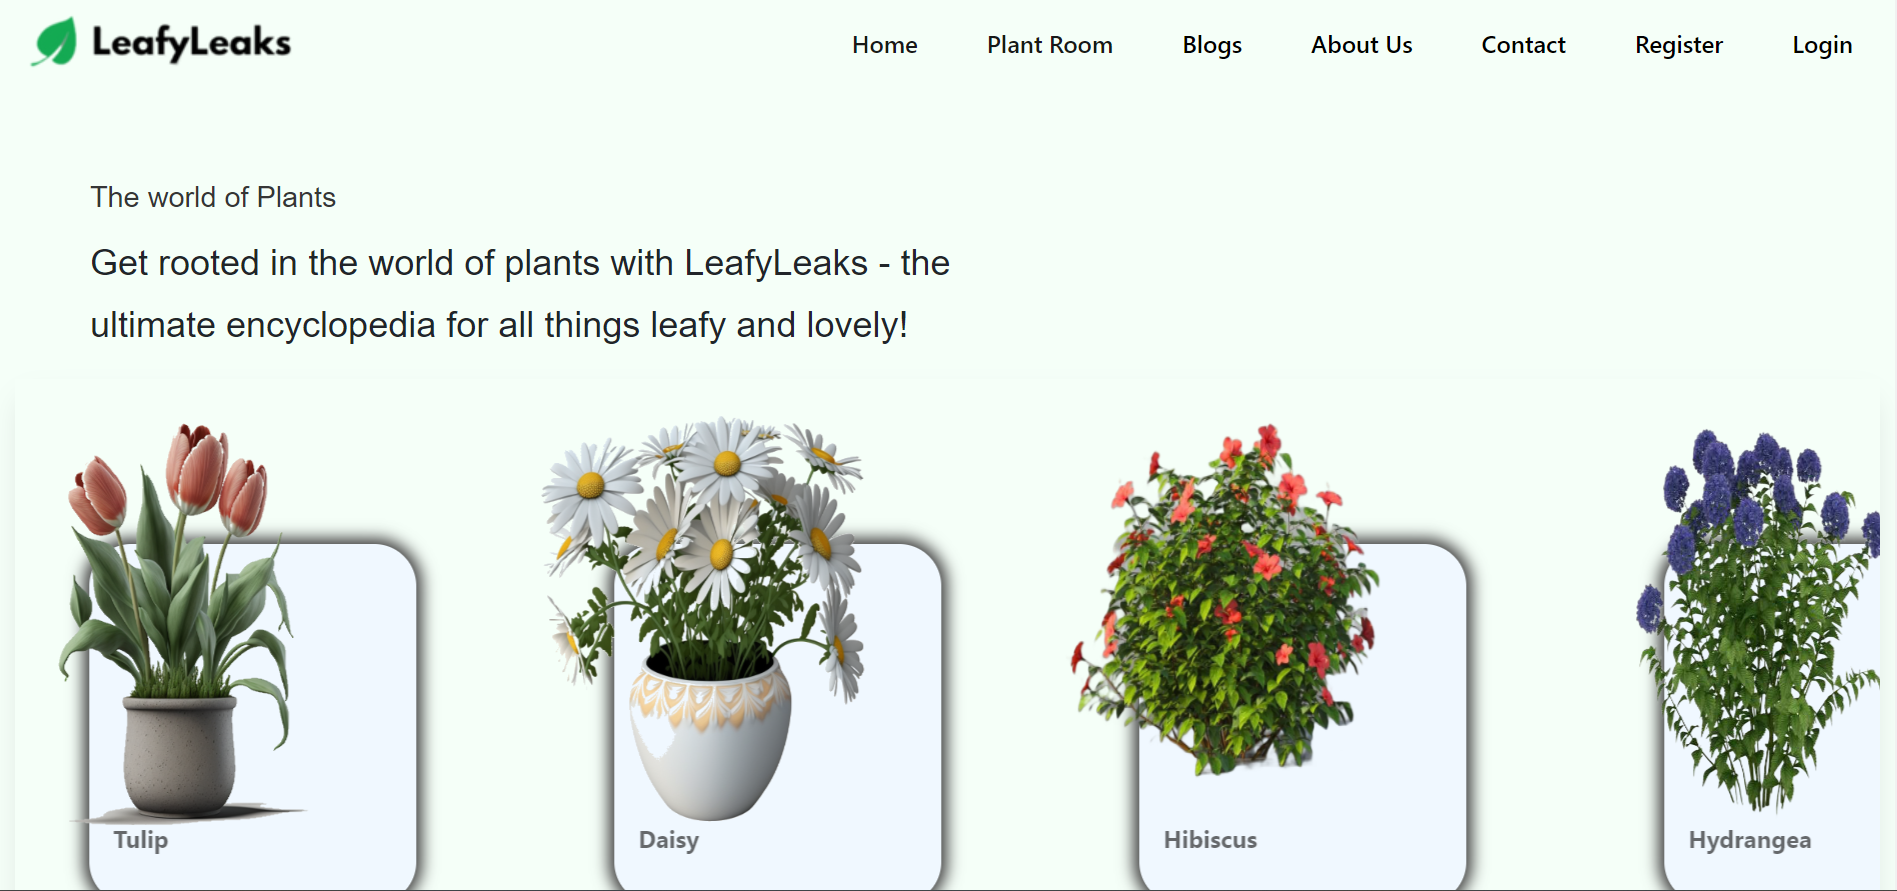 LeafyLeaks
Home Plant Room Blogs About Us Contact Register Login
The world of Plants
Get rooted in the world of plants with LeafyLeaks - the
ultimate encyclopedia for all things leafy and lovely!
Tulip Daisy Hibiscus Hydrangea